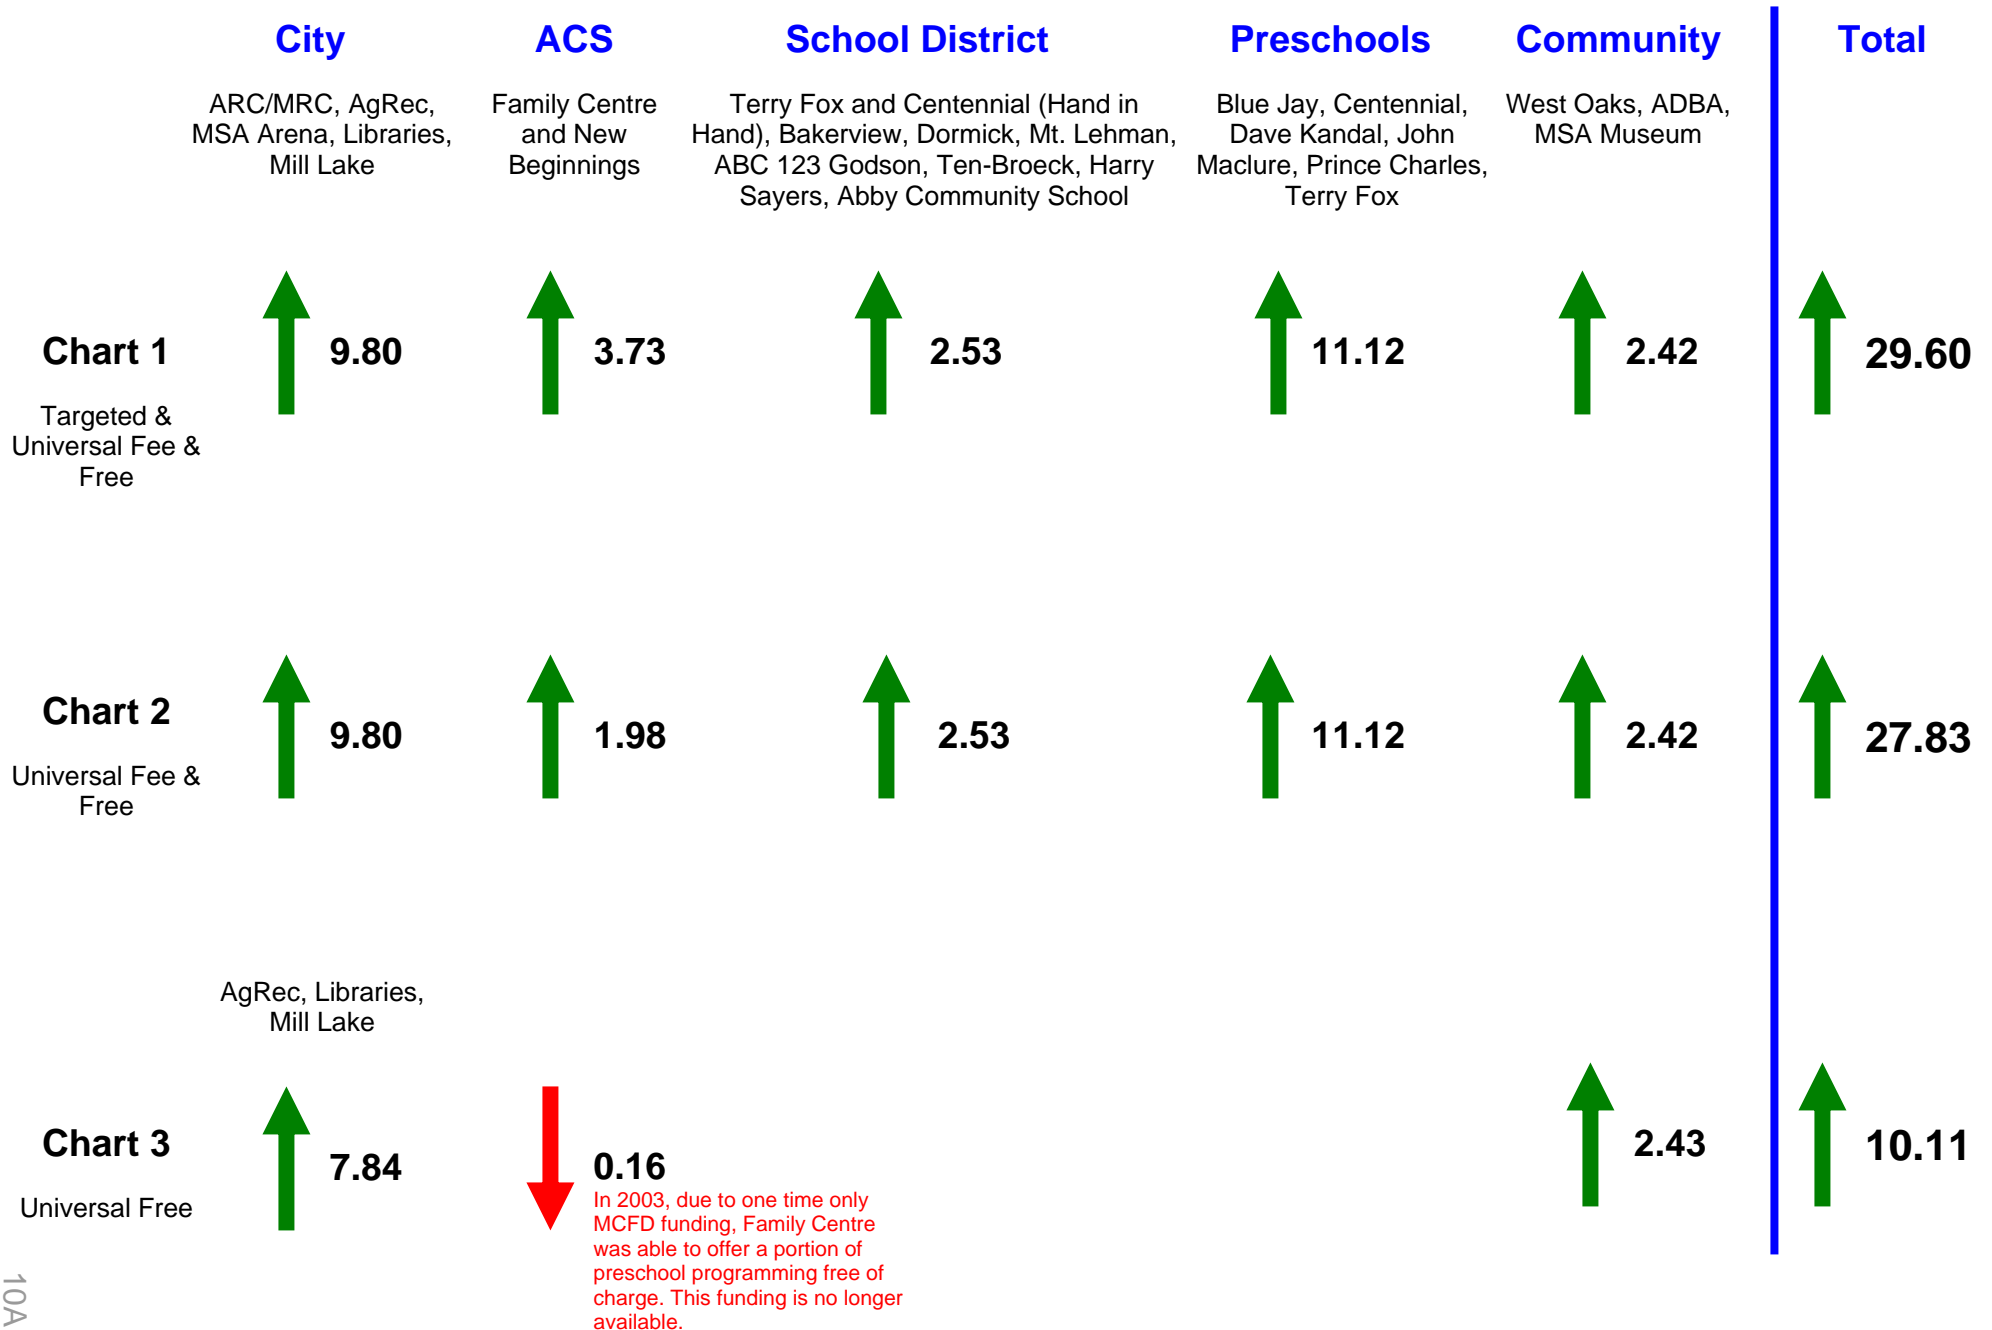 City
ACS
School District
Preschools
Community
Total
ARC/MRC, AgRec,
MSA Arena, Libraries,
Mill Lake
Family Centre
and New
Beginnings
Terry Fox and Centennial (Hand in
Hand), Bakerview, Dormick, Mt. Lehman,
ABC 123 Godson, Ten-Broeck, Harry
Sayers, Abby Community School
Blue Jay, Centennial,
Dave Kandal, John
Maclure, Prince Charles,
Terry Fox
West Oaks, ADBA,
MSA Museum
Chart 1
9.80
3.73
2.53
11.12
2.42
29.60
Targeted &
Universal Fee &
Free
Chart 2
9.80
1.98
2.53
11.12
2.42
27.83
Universal Fee &
Free
AgRec, Libraries,
Mill Lake
Chart 3
7.84
0.16
2.43
10.11
Universal Free
In 2003, due to one time only
MCFD funding, Family Centre
was able to offer a portion of
preschool programming free of
charge. This funding is no longer
available.
10A